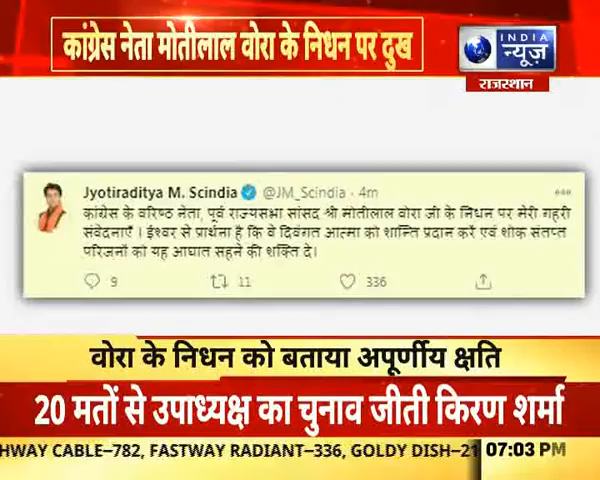 कांग्रेस नेता मोतीलाल वोरा के निधन पर दुख
INDIA
न्यूज़
राजस्थान
Jyotiraditya M. Scindia @JM_Scindia · 4m
कांग्रेस के वरिष्ठ नेता, पूर्व राज्यसभा सांसद श्री मोतीलाल वोरा जी के निधन पर मेरी गहरी
संवेदनाएँ । ईश्वर से प्रार्थना है कि वे दिवंगत आत्मा को शान्ति प्रदान करें एवं शोक संतप्त
परिजनों को यह आघात सहने की शक्ति दे।
9 11 336
वोरा के निधन को बताया अपूर्णीय क्षति
20 मतों से उपाध्यक्ष का चुनाव जीती किरण शर्मा
HWAY CABLE–782, FASTWAY RADIANT–336, GOLDY DISH–21 07:03 PM